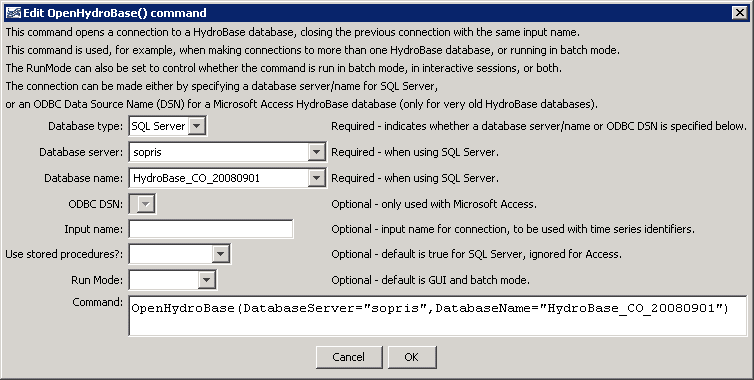 Edit OpenHydroBase() command
This command opens a connection to a HydroBase database, closing the previous connection with the same input name.
This command is used, for example, when making connections to more than one HydroBase database, or running in batch mode.
The RunMode can also be set to control whether the command is run in batch mode, in interactive sessions, or both.
The connection can be made either by specifying a database server/name for SQL Server,
or an ODBC Data Source Name (DSN) for a Microsoft Access HydroBase database (only for very old HydroBase databases).
Database type: SQL Server Required - indicates whether a database server/name or ODBC DSN is specified below.
Database server: sopris Required - when using SQL Server.
Database name: HydroBase_CO_20080901 Required - when using SQL Server.
ODBC DSN: Optional - only used with Microsoft Access.
Input name: Optional - input name for connection, to be used with time series identifiers.
Use stored procedures?: Optional - default is true for SQL Server, ignored for Access.
Run Mode: Optional - default is GUI and batch mode.
Command: OpenHydroBase(DatabaseServer="sopris",DatabaseName="HydroBase_CO_20080901")
Cancel OK